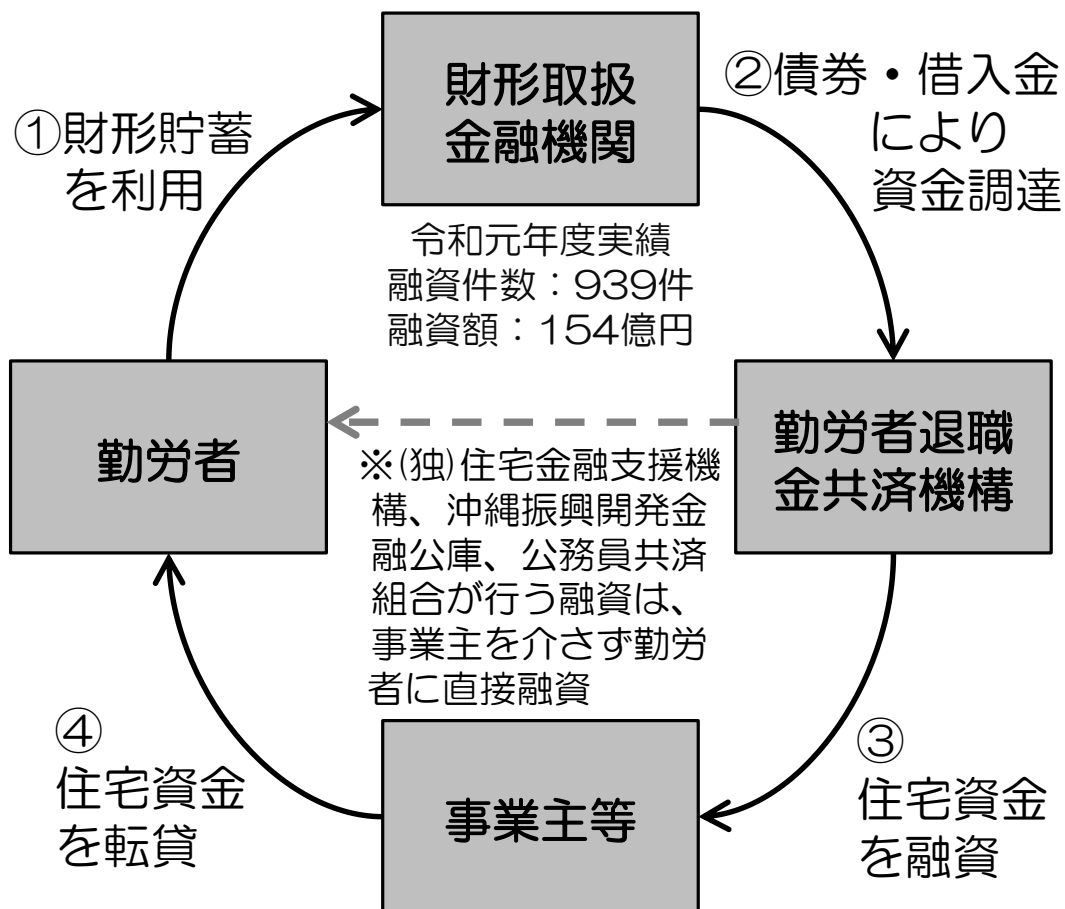 財形取扱
金融機関
①財形貯蓄
を利用
②債券・借入金
により
資金調達
令和元年度実績
融資件数：939件
融資額：154億円
勤労者
勤労者退職
金共済機構
※(独)住宅金融支援機
構、沖縄振興開発金
融公庫、公務員共済
組合が行う融資は、
事業主を介さず勤労
者に直接融資
④
住宅資金
を転貸
事業主等
③
住宅資金
を融資